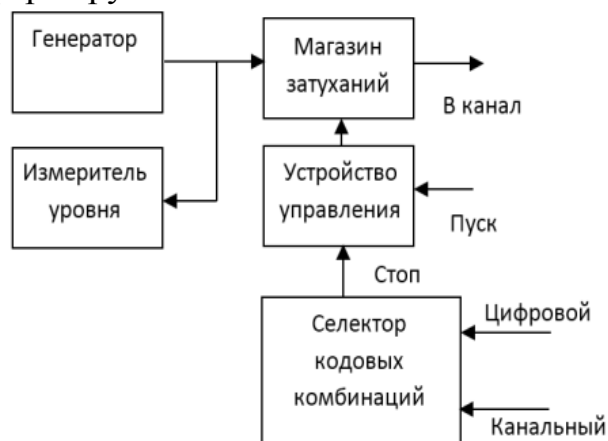 Генератор
Магазин
затуханий
В канал
Измеритель
уровня
Устройство
управления
Пуск
Стоп
Селектор
кодовых
комбинаций
Цифровой
Канальный